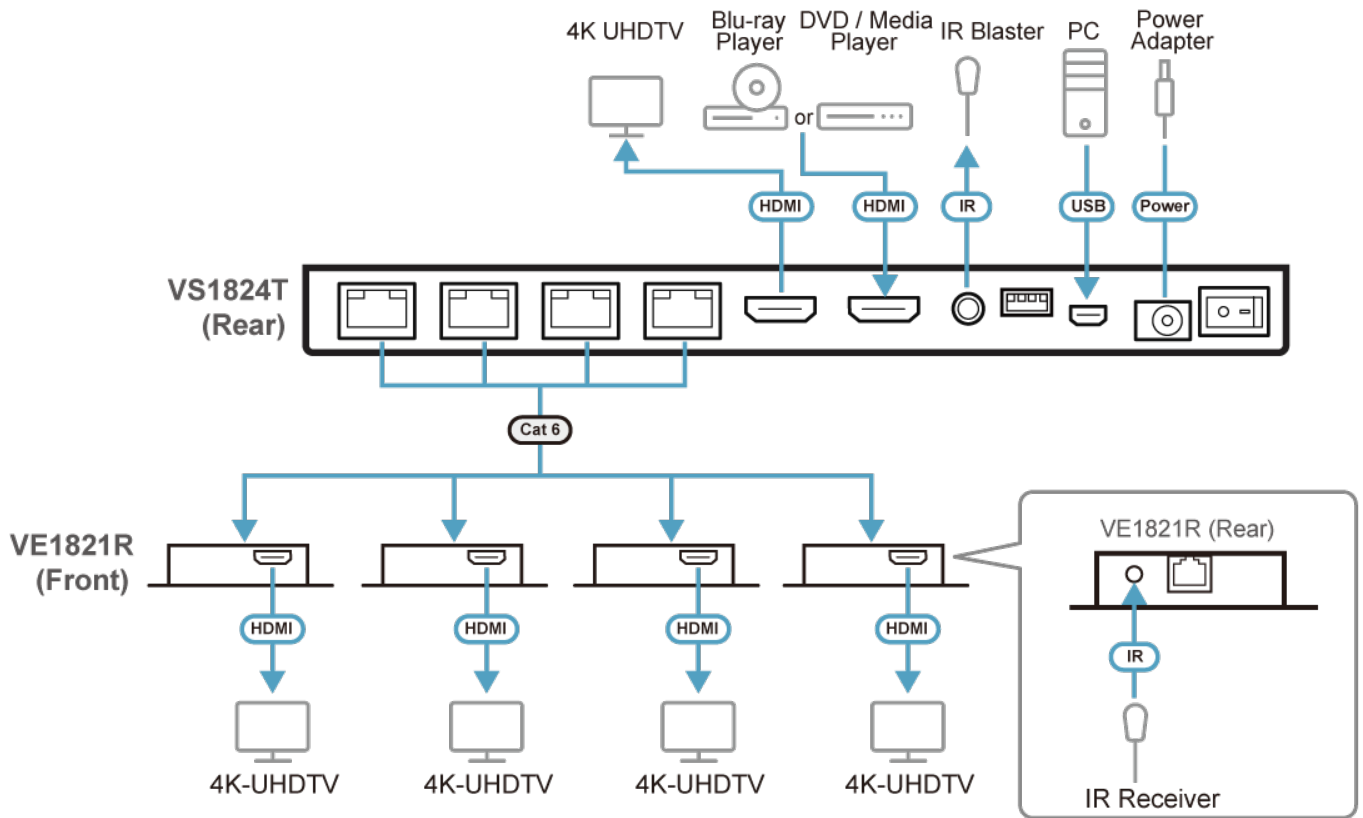 4K UHDTV
Blu-ray
Player
or
DVD / Media
Player
IR Blaster
PC
Power
Adapter
HDMI
HDMI
IR
USB
Power
VS1824T
(Rear)
Cat 6
VE1821R
(Front)
HDMI
HDMI
HDMI
HDMI
4K-UHDTV
4K-UHDTV
4K-UHDTV
4K-UHDTV
VE1821R (Rear)
IR
IR Receiver